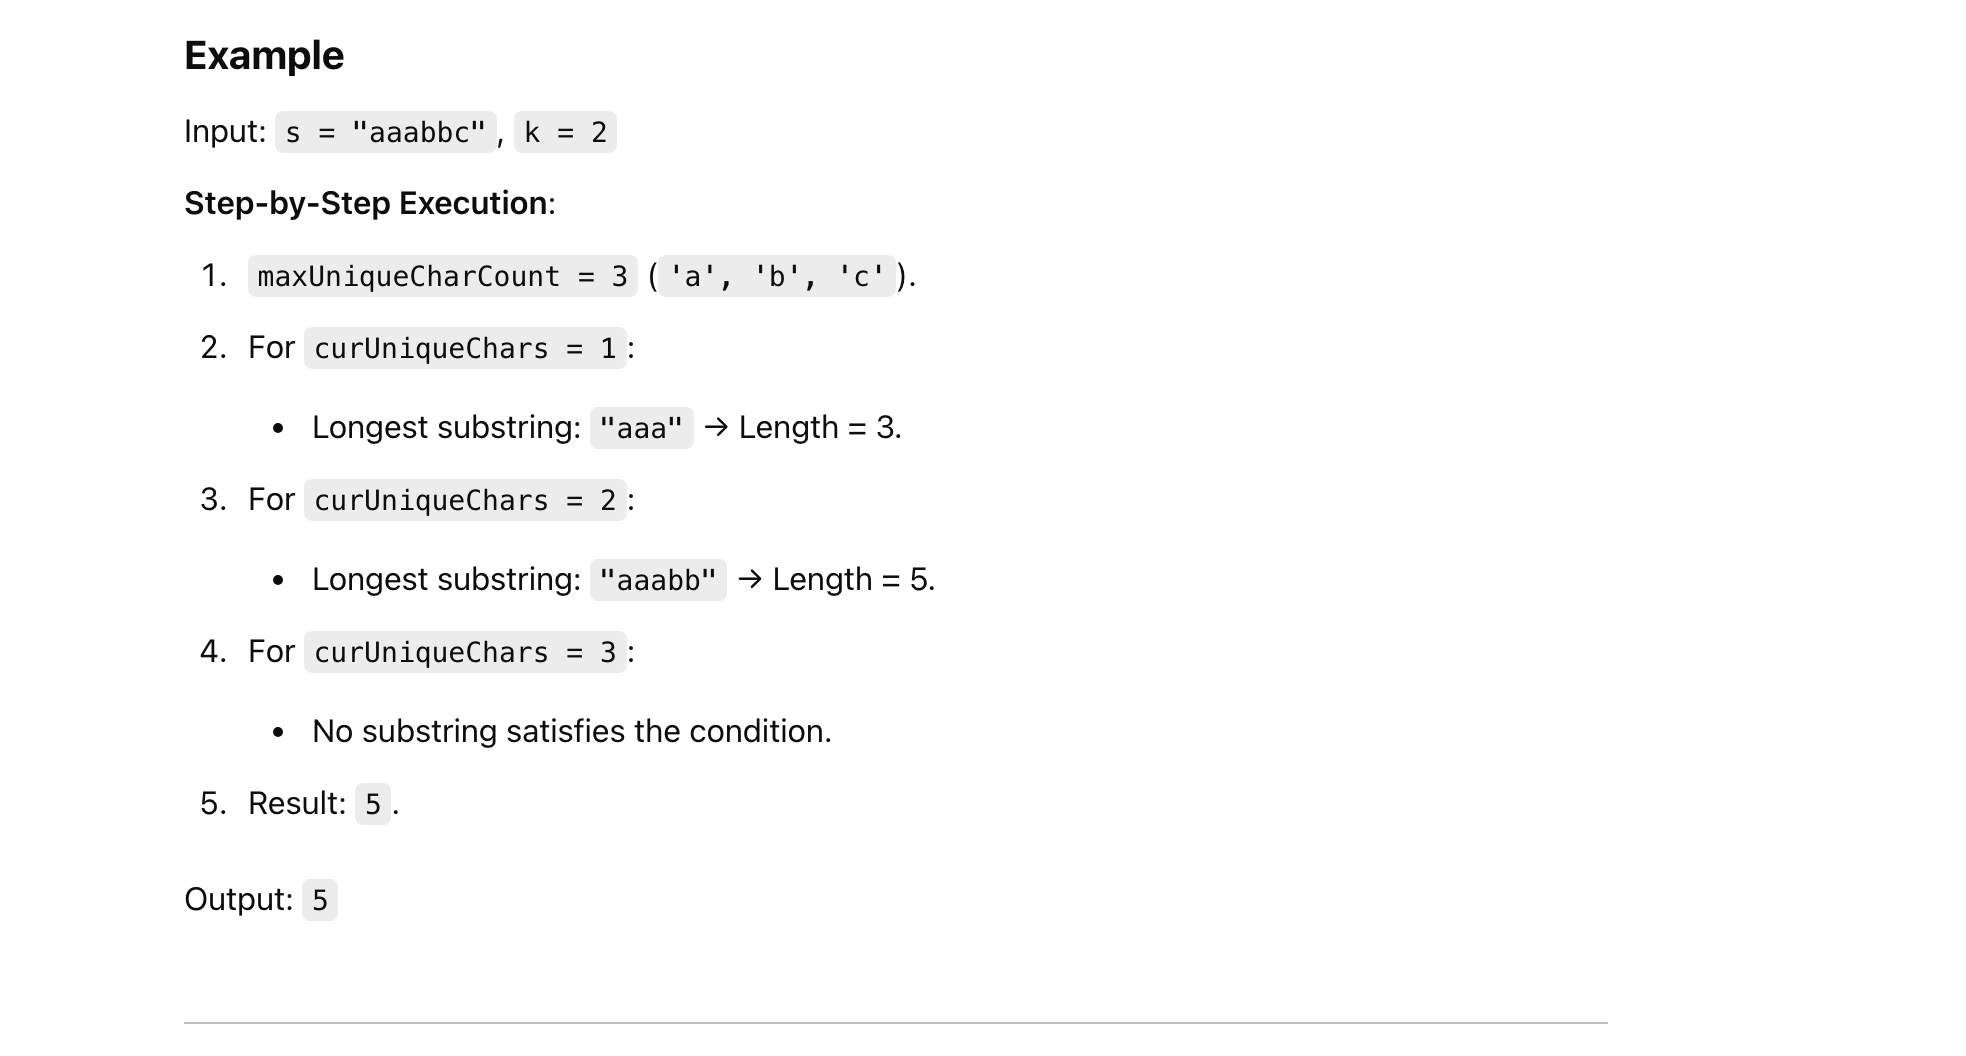 Example
Input: s = "aaabbc", k = 2
Step-by-Step Execution:
1. maxUniqueCharCount = 3 ('a', 'b', 'c').
2. For curUniqueChars = 1:
• Longest substring: "aaa" → Length = 3.
3. For curUniqueChars = 2:
• Longest substring: "aaabb" → Length = 5.
4. For curUniqueChars = 3:
• No substring satisfies the condition.
5. Result: 5.
Output: 5